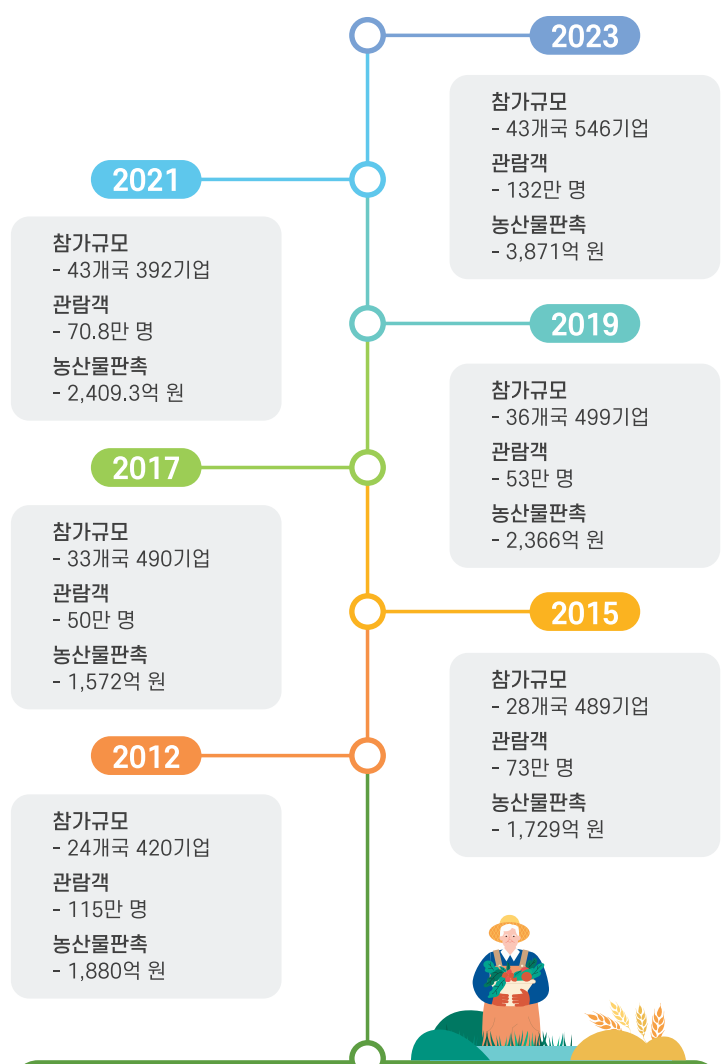 2023
참가규모
- 43개국 546기업
관람객
- 132만 명
농산물판촉
- 3,871억 원
2021
참가규모
- 43개국 392기업
관람객
- 70.8만 명
농산물판촉
- 2,409.3억 원
2019
참가규모
- 36개국 499기업
관람객
- 53만 명
농산물판촉
- 2,366억 원
2017
참가규모
- 33개국 490기업
관람객
- 50만 명
농산물판촉
- 1,572억 원
2015
참가규모
- 28개국 489기업
관람객
- 73만 명
농산물판촉
- 1,729억 원
2012
참가규모
- 24개국 420기업
관람객
- 115만 명
농산물판촉
- 1,880억 원